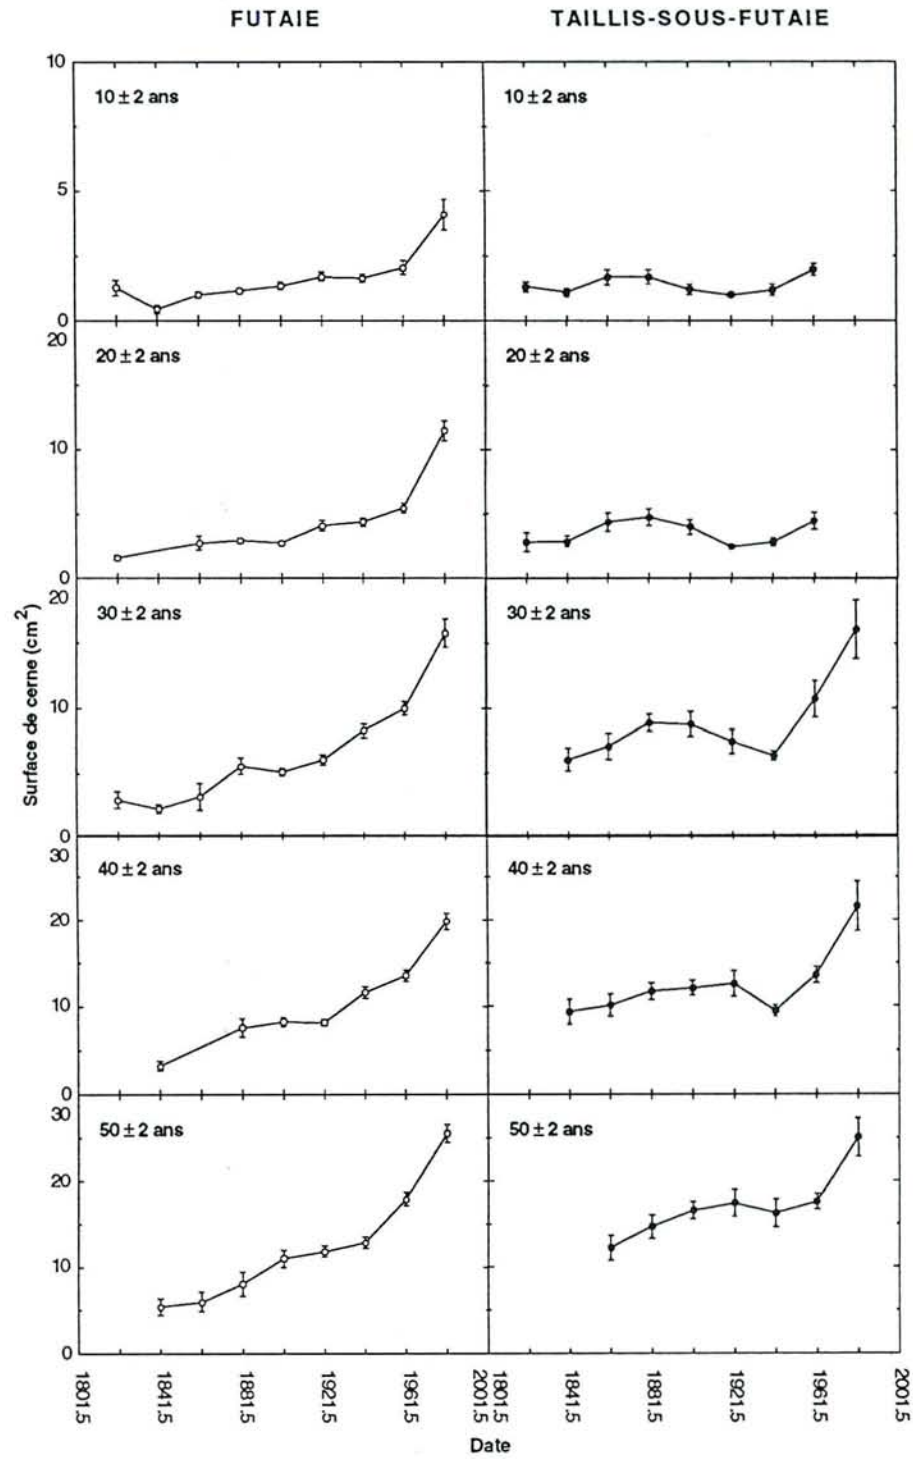 FUTAIE
TAILLIS-SOUS-FUTAIE
10
10 ± 2 ans
10 ± 2 ans
5
0
20
20 ± 2 ans
20 ± 2 ans
10
0
20
30 ± 2 ans
30 ± 2 ans
10
0
30
40 ± 2 ans
40 ± 2 ans
20
10
0
30
50 ± 2 ans
50 ± 2 ans
20
10
0
Surface de cerne (cm²)
1801.5 1841.5 1881.5 1921.5 1961.5 2001.5 1801.5 1841.5 1881.5 1921.5 1961.5 2001.5
Date